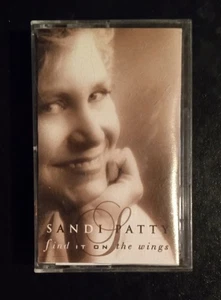 SANDI PATTY
find IT ON the wings